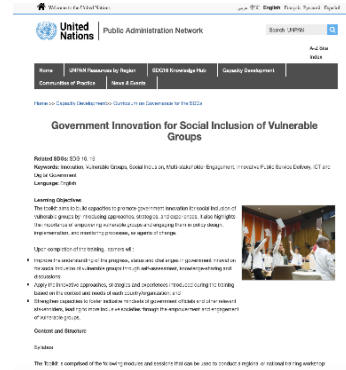 Welcome to the United Nations
عربي 中文 English Français Русский Español
United Nations
Public Administration Network
Search UNPAN
A-Z Site Index
Home UNPAN Resources by Region SDG16 Knowledge Hub Capacity Development
Communities of Practice News & Events
Home >> Capacity Development >> Curriculum on Governance for the SDGs
Government Innovation for Social Inclusion of Vulnerable
Groups
Related SDGs: SDG 10, 16
Keywords: Innovation, Vulnerable Groups, Social Inclusion, Multi-stakeholder Engagement, Innovative Public Service Delivery, ICT and
Digital Government
Language: English
Learning Objectives
The toolkit aims to build capacities to promote government innovation for social inclusion of
vulnerable groups by introducing approaches, strategies, and experiences. It also highlights
the importance of empowering vulnerable groups and engaging them in policy design,
implementation, and monitoring processes, as agents of change.
Upon completion of the training, learners will :
Improve the understanding of the progress, status and challenges in government innovation
for social inclusion of vulnerable groups through self-assessment, knowledge-sharing and
discussions;
Apply the innovative approaches, strategies and experiences introduced during the training
based on the context and needs of each country/organization; and
Strengthen capacities to foster inclusive mindsets of government officials and other relevant
stakeholders, leading to more inclusive societies through the empowerment and engagement
of vulnerable groups.
Content and Structure
Syllabus
The Toolkit is comprised of the following modules and sessions that can be used to conduct a regional or national training workshop